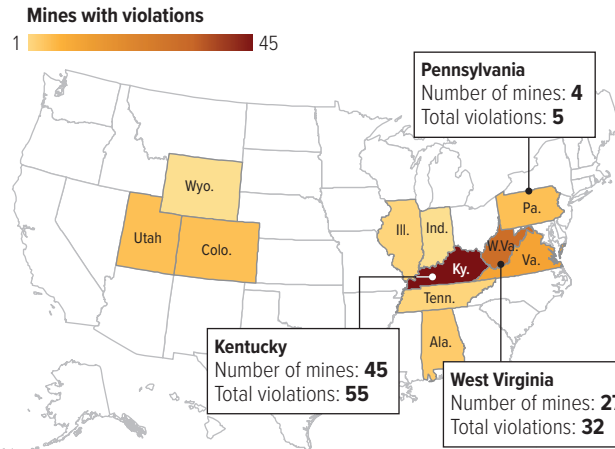 Mines with violations
1 45
Pennsylvania
Number of mines: 4
Total violations: 5
Wyo.
Utah
Colo.
Ill.
Ind.
Pa.
W.Va.
Va.
Ky.
Tenn.
Ala.
Kentucky
Number of mines: 45
Total violations: 55
West Virginia
Number of mines: 27
Total violations: 32